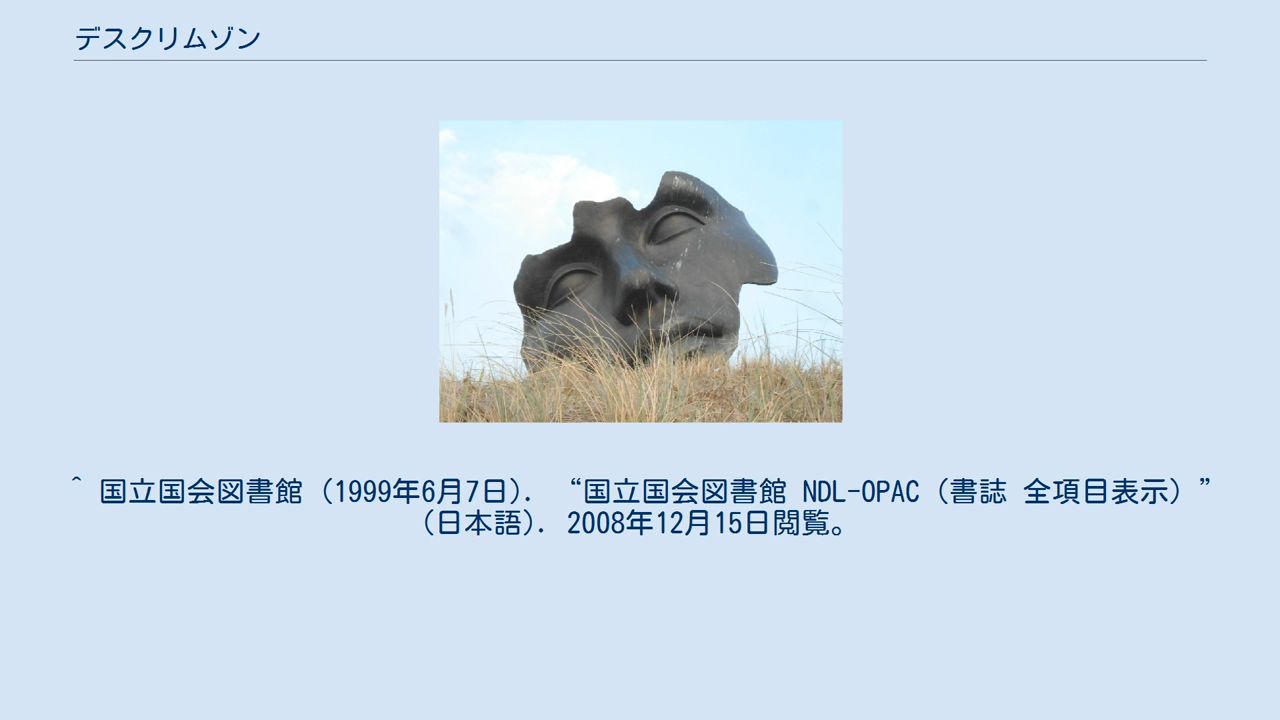 デスクリムゾン
^ 国立国会図書館 (1999年6月7日). “国立国会図書館 NDL-OPAC（書誌 全項目表示）”
(日本語). 2008年12月15日閲覧。